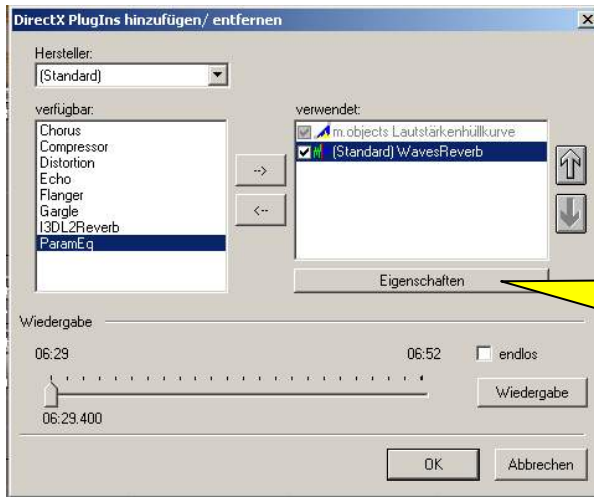 DirectX PlugIns hinzufügen/ entfernen
Hersteller:
(Standard)
verfügbar:
Chorus
Compressor
Distortion
Echo
Flanger
Gargle
I3DL2Reverb
ParamEq
-->
<--
verwendet:
m.objects Lautstärkenhüllkurve
(Standard) WavesReverb
Eigenschaften
Wiedergabe
06:29 06:52
endlos
06:29.400
Wiedergabe
OK Abbrechen